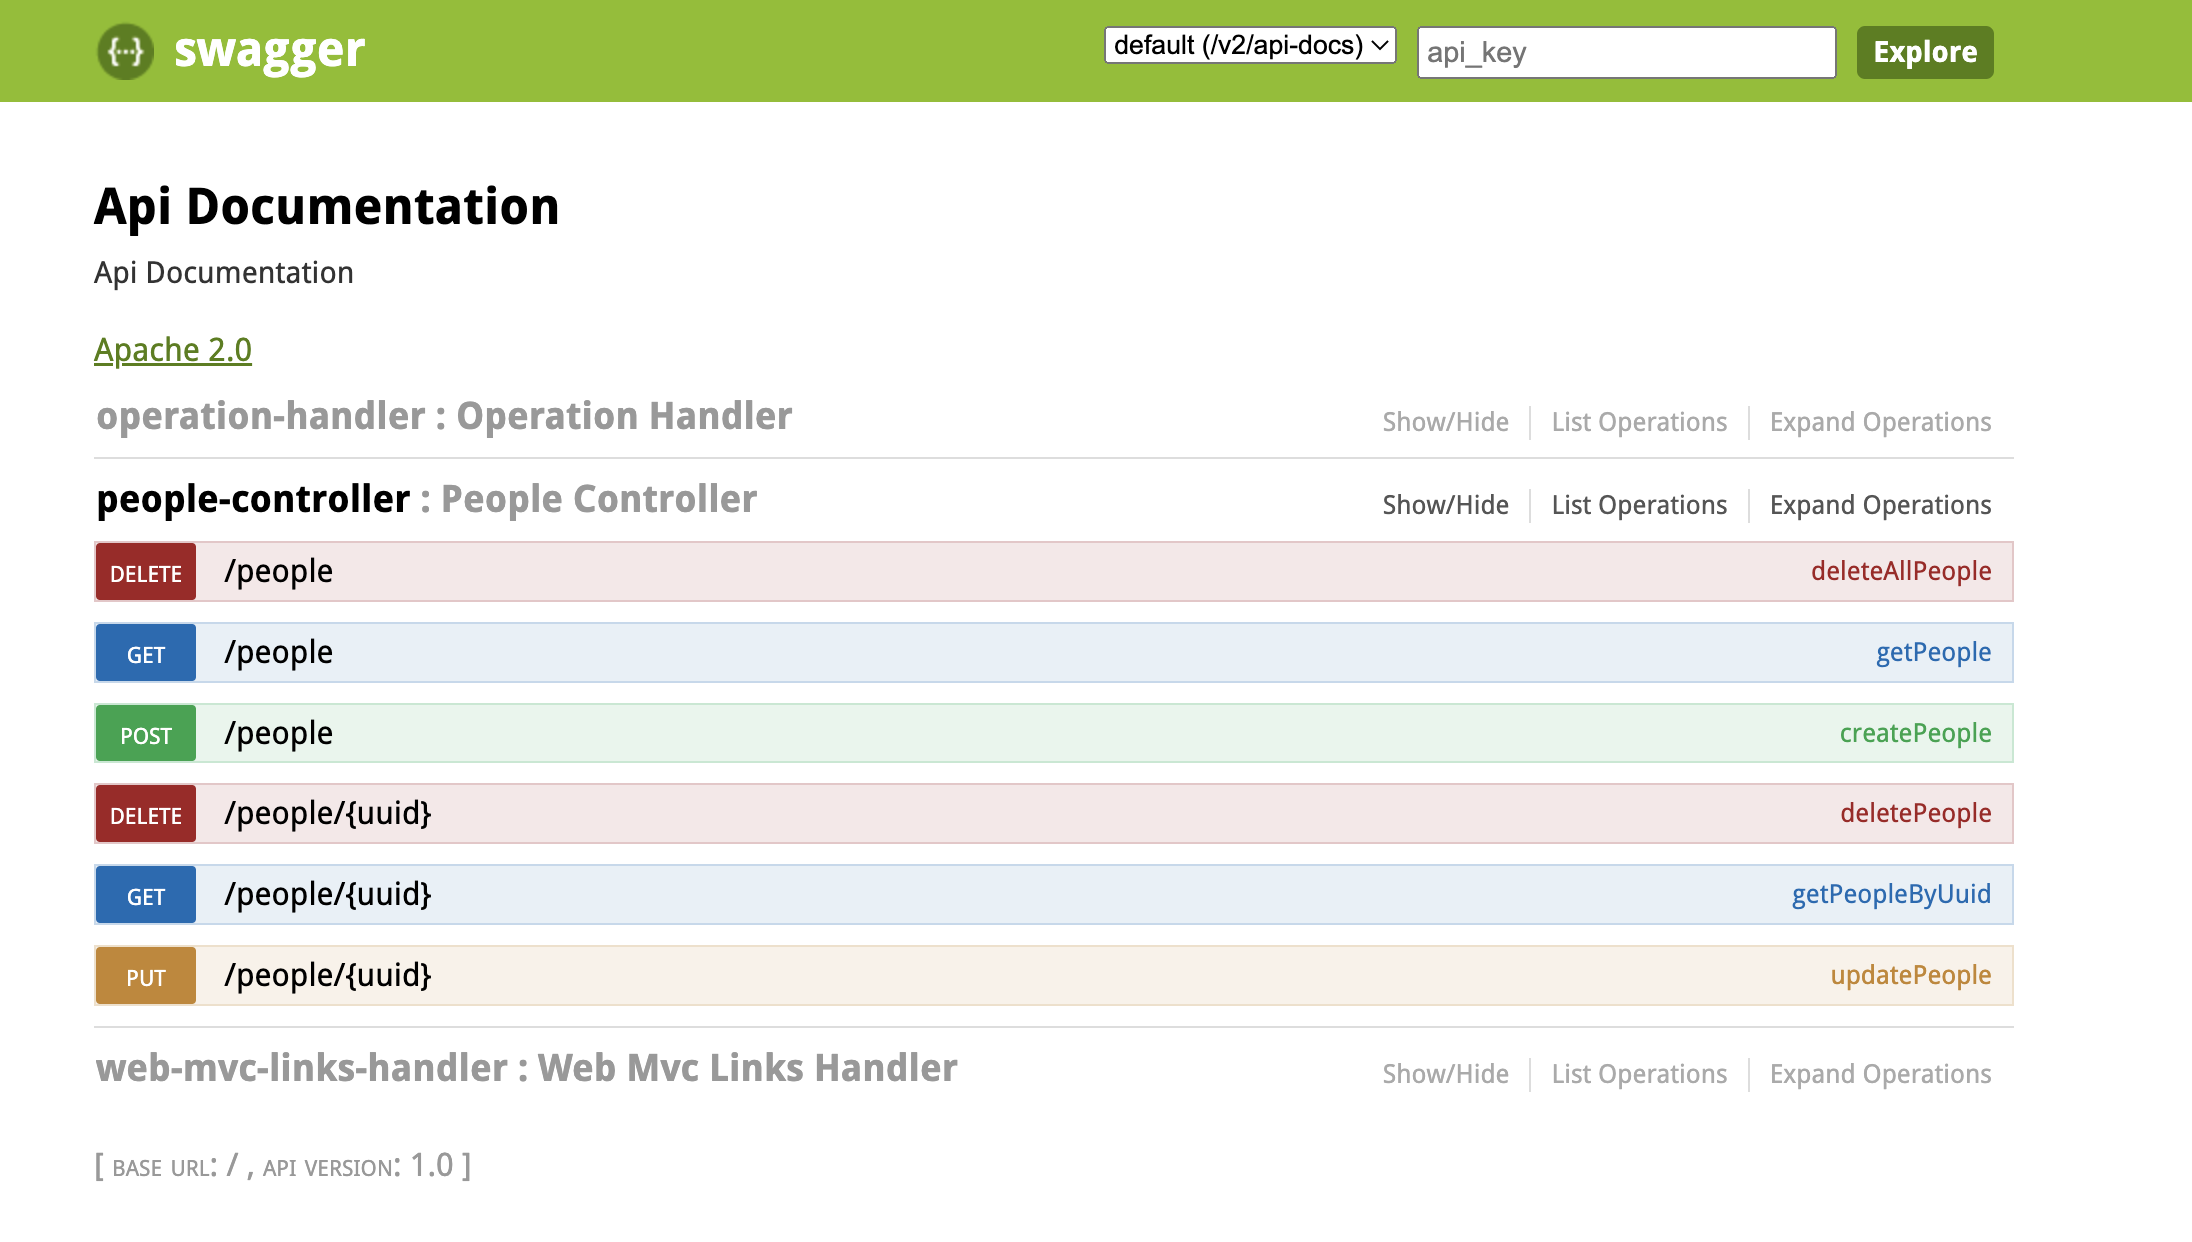 {···} swagger default (/v2/api-docs) api_key Explore
Api Documentation
Api Documentation
Apache 2.0
operation-handler : Operation Handler Show/Hide List Operations Expand Operations
people-controller : People Controller Show/Hide List Operations Expand Operations
DELETE /people deleteAllPeople
GET /people getPeople
POST /people createPeople
DELETE /people/{uuid} deletePeople
GET /people/{uuid} getPeopleByUuid
PUT /people/{uuid} updatePeople
web-mvc-links-handler : Web Mvc Links Handler Show/Hide List Operations Expand Operations
[ BASE URL: / , API VERSION: 1.0 ]